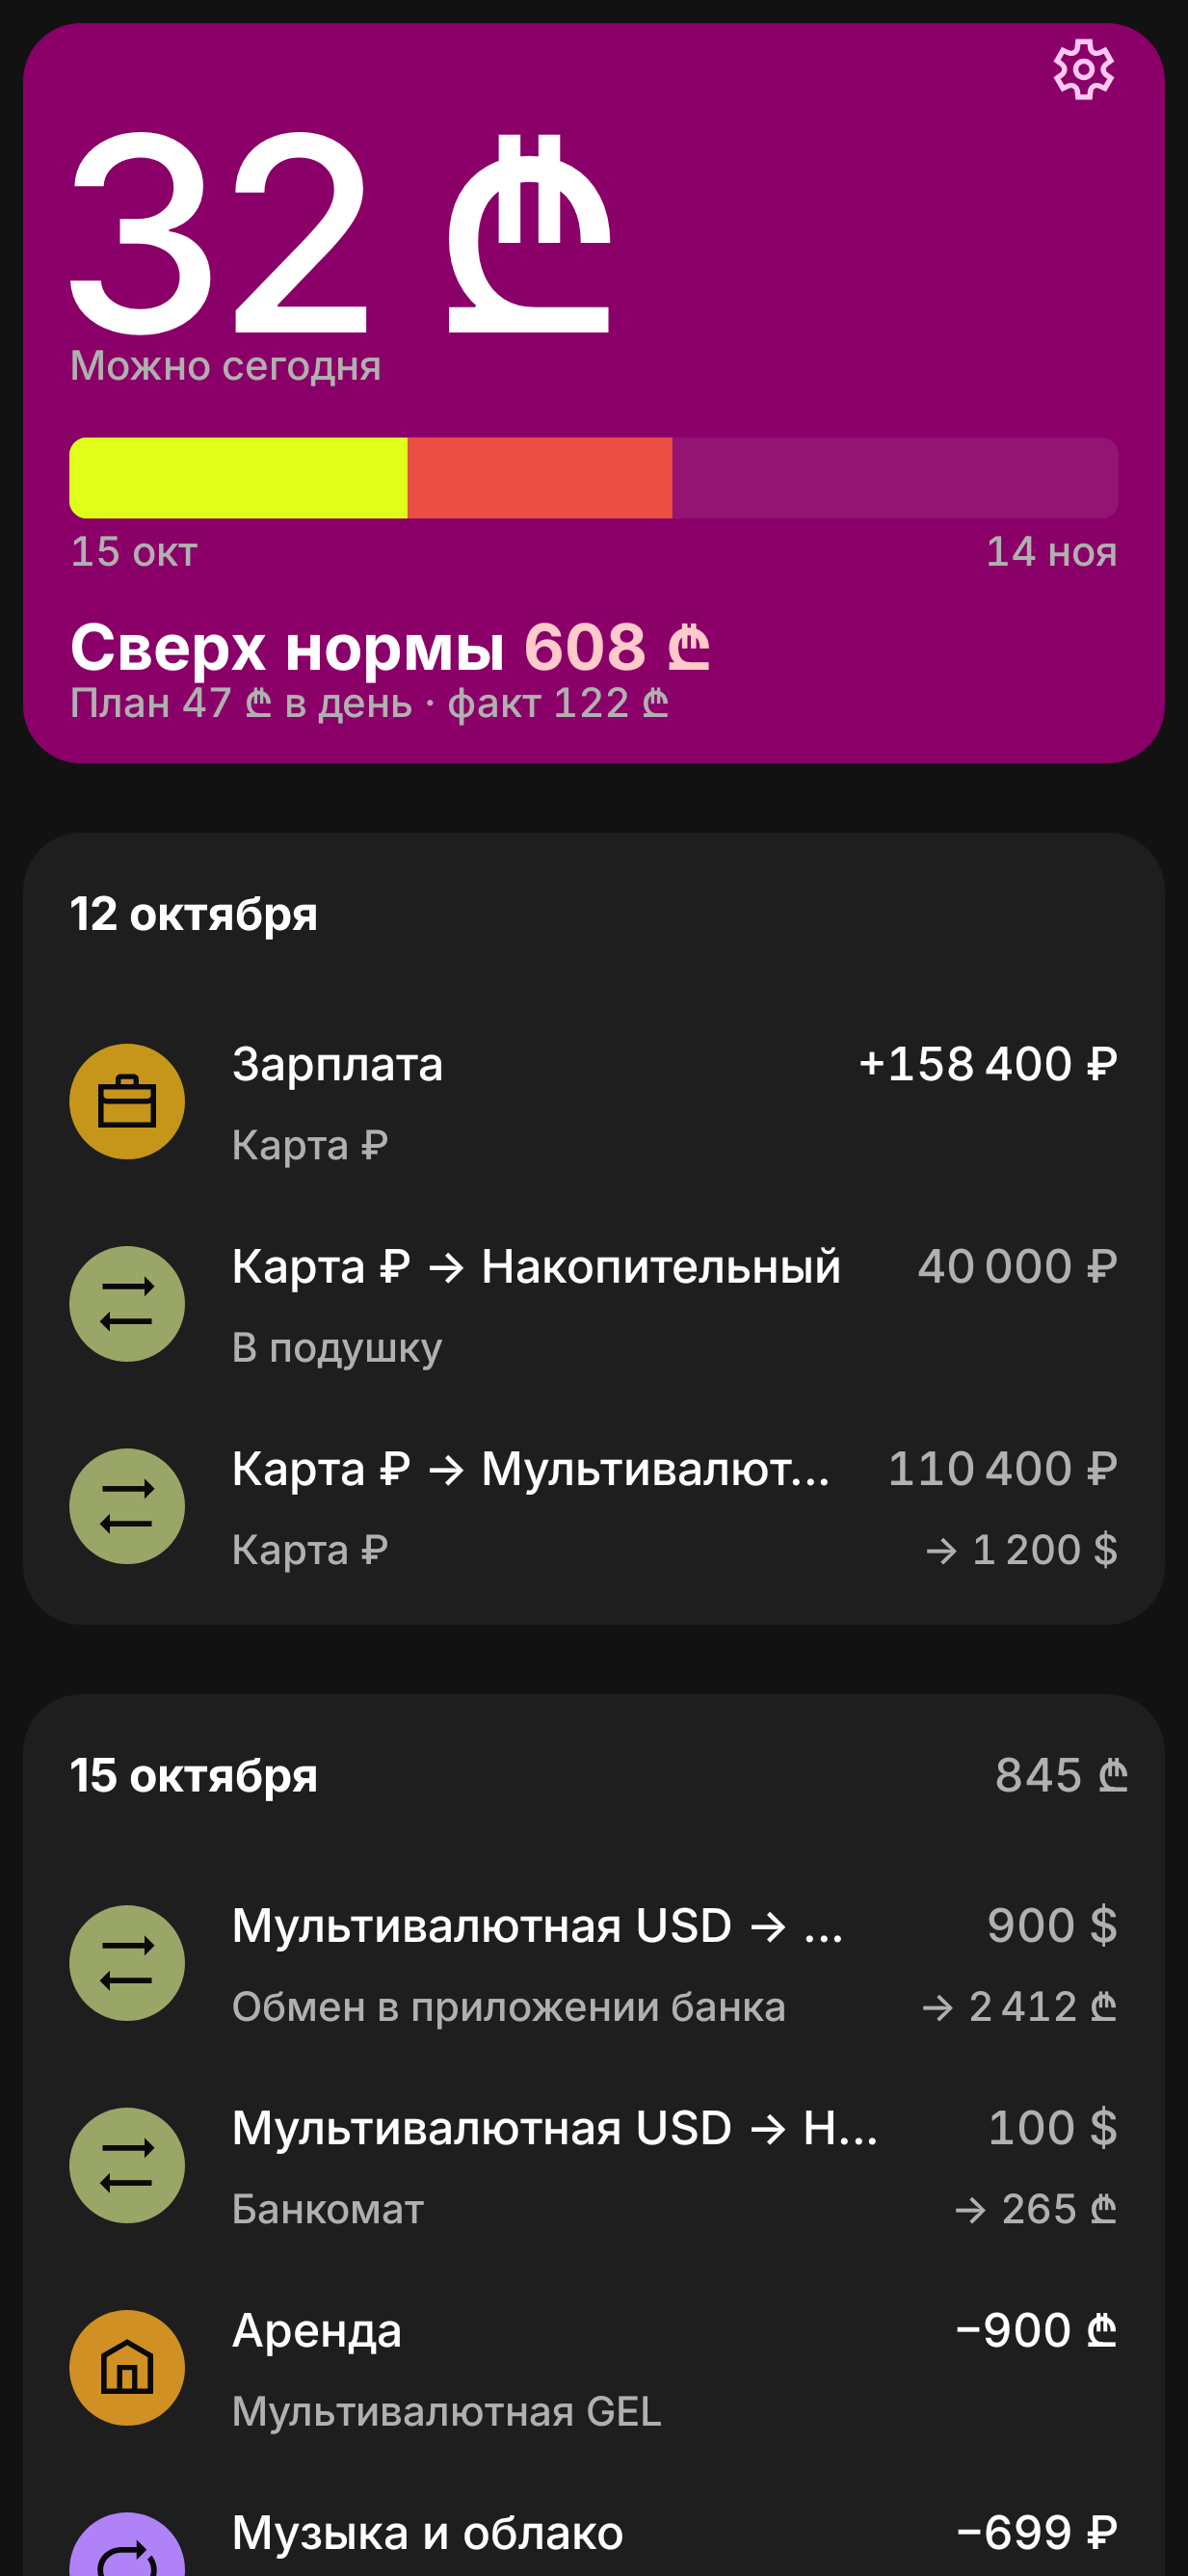 32 ₾
Можно сегодня
15 окт
14 ноя
Сверх нормы 608 ₾
План 47 ₾ в день · факт 122 ₾
12 октября
Зарплата
+158 400 ₽
Карта ₽
Карта ₽ → Накопительный
40 000 ₽
В подушку
Карта ₽ → Мультивалют...
110 400 ₽
Карта ₽
→ 1 200 $
15 октября
845 ₾
Мультивалютная USD → ...
900 $
Обмен в приложении банка
→ 2 412 ₾
Мультивалютная USD → Н...
100 $
Банкомат
→ 265 ₾
Аренда
−900 ₾
Мультивалютная GEL
Музыка и облако
−699 ₽